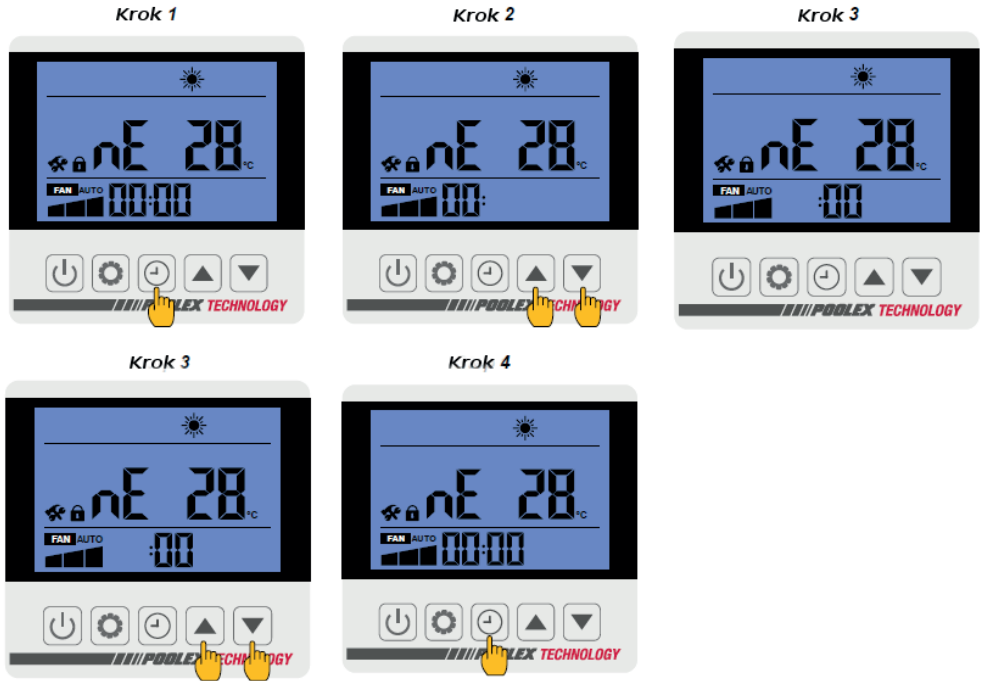 Krok 1
nE 28 °C
FAN AUTO 00:00
POOLEX TECHNOLOGY
Krok 2
nE 28 °C
FAN AUTO 00:
POOLEX TECHNOLOGY
Krok 3
nE 28 °C
FAN AUTO :00
POOLEX TECHNOLOGY
Krok 3
nE 28 °C
FAN AUTO :00
POOLEX TECHNOLOGY
Krok 4
nE 28 °C
FAN AUTO 00:00
POOLEX TECHNOLOGY